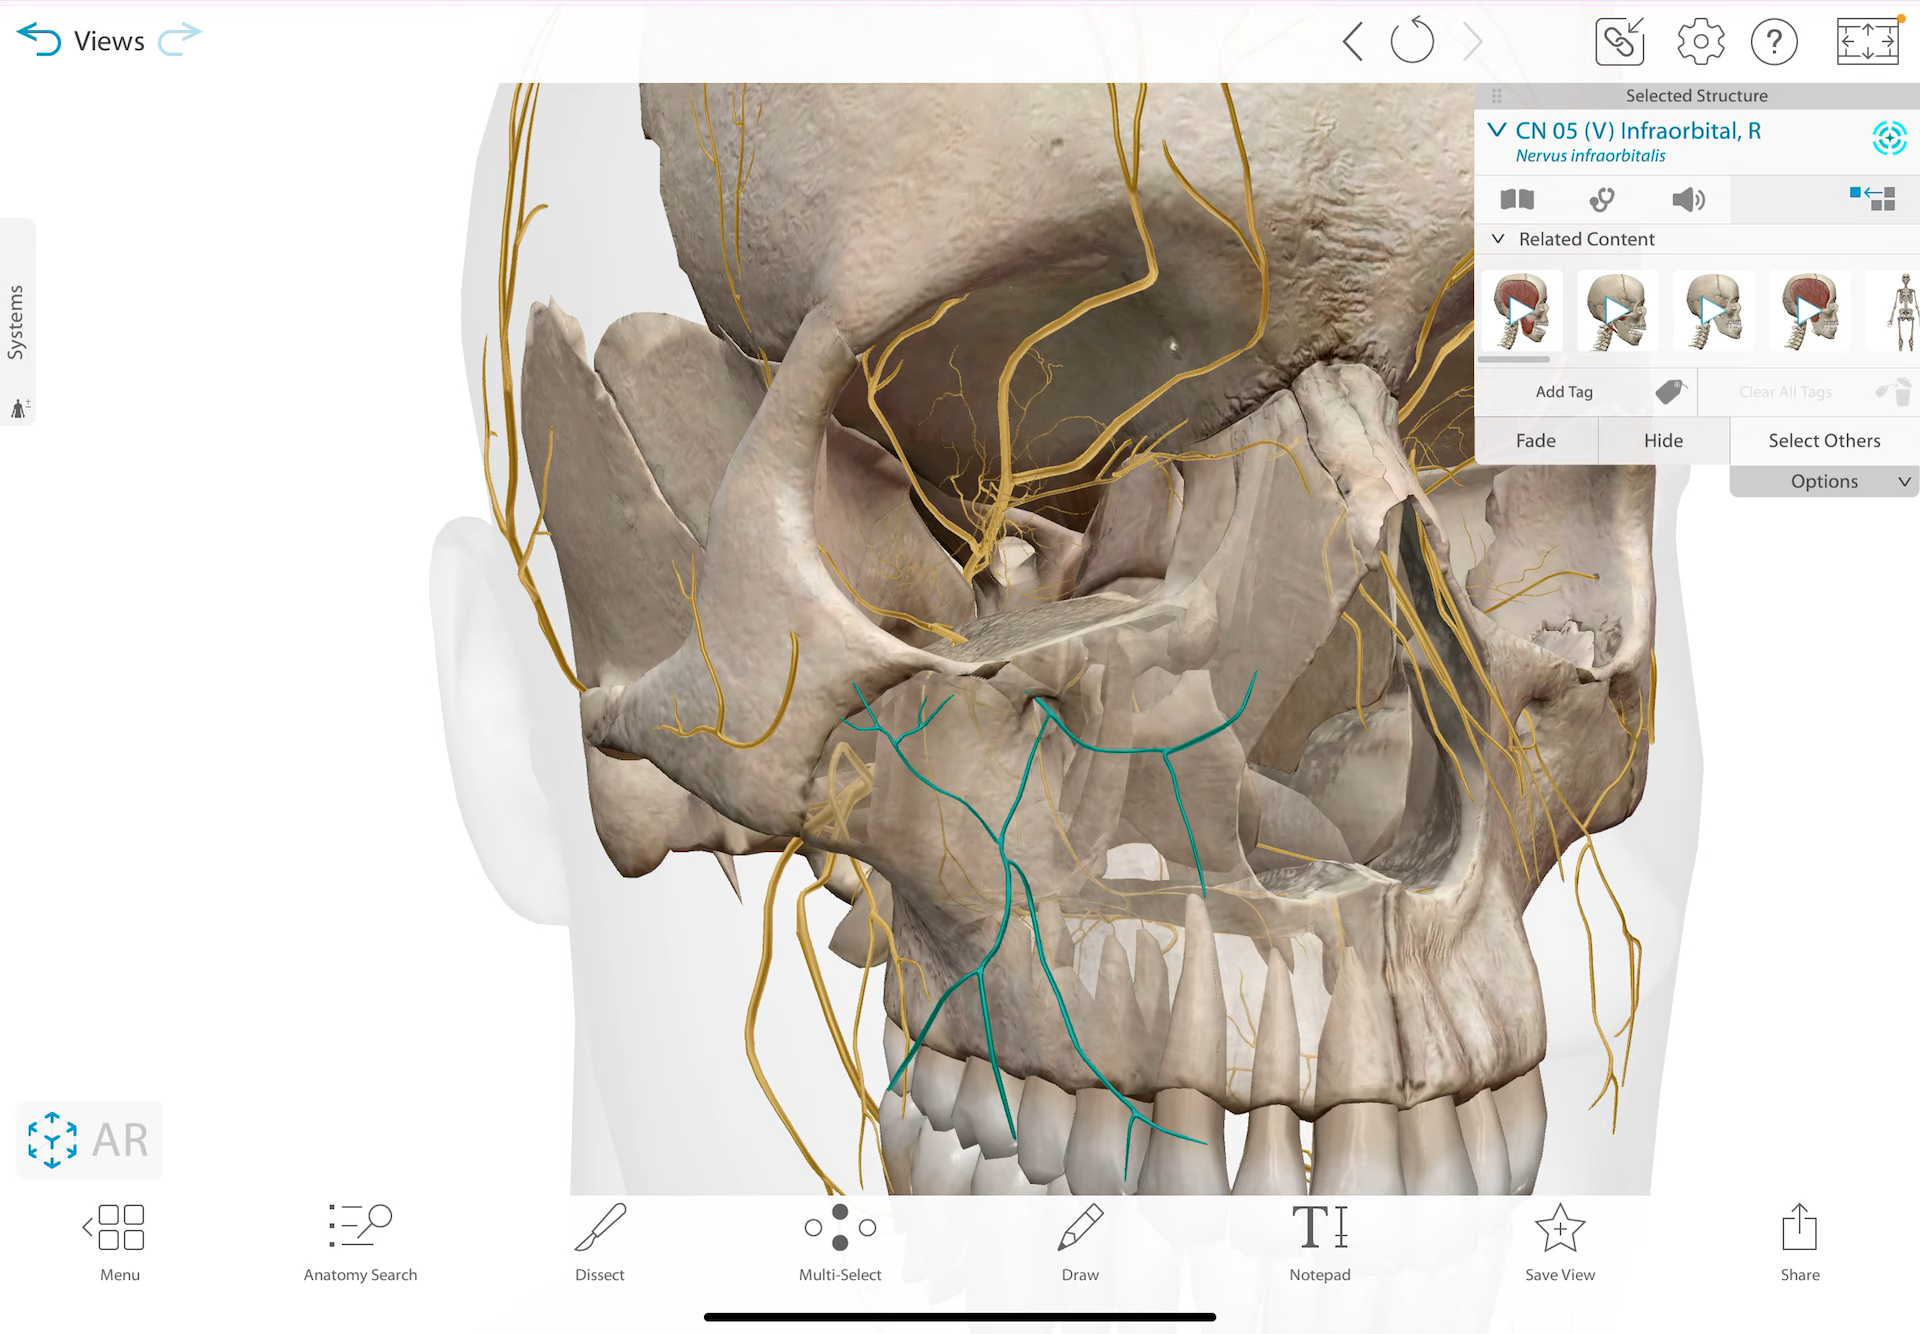 Views
Selected Structure
CN 05 (V) Infraorbital, R
Nervus infraorbitalis
Related Content
Add Tag
Clear All Tags
Fade
Hide
Select Others
Options
Systems
AR
Menu
Anatomy Search
Dissect
Multi-Select
Draw
Notepad
Save View
Share